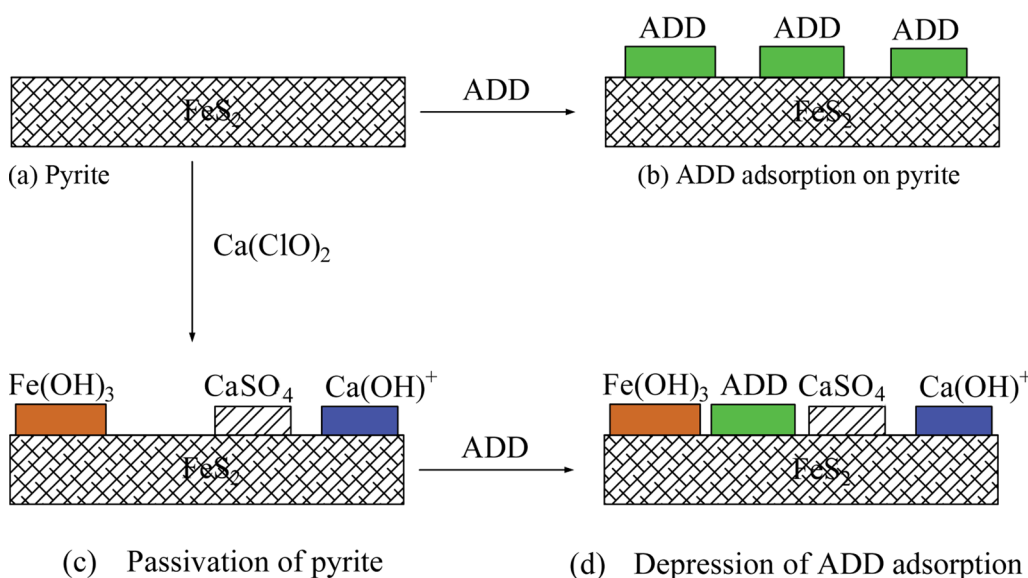 ADD ADD ADD
FeS₂ ADD FeS₂
(a) Pyrite (b) ADD adsorption on pyrite
Ca(ClO)₂
Fe(OH)₃ CaSO₄ Ca(OH)⁺ Fe(OH)₃ ADD CaSO₄ Ca(OH)⁺
FeS₂ ADD FeS₂
(c) Passivation of pyrite (d) Depression of ADD adsorption